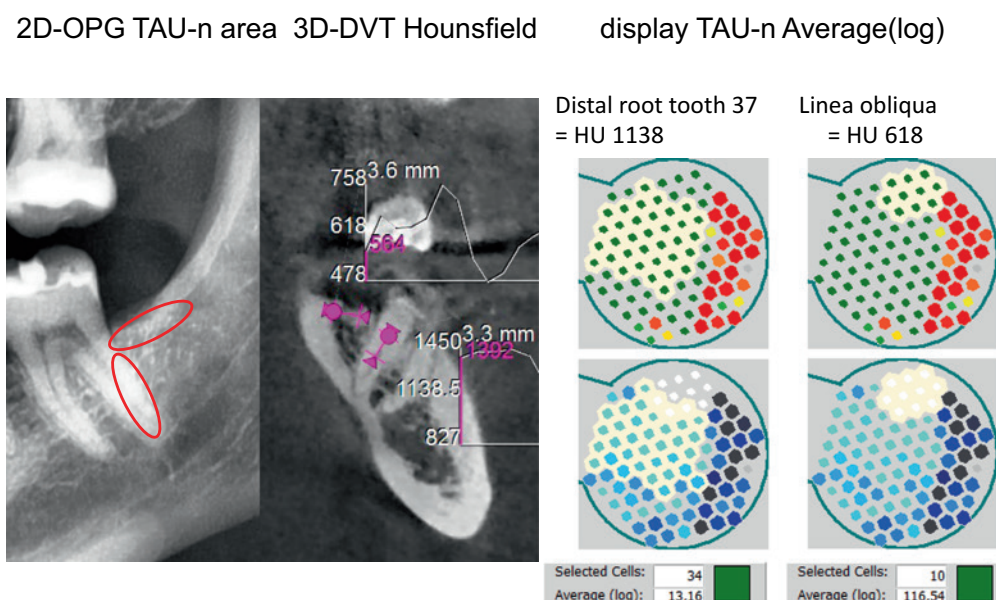 2D-OPG TAU-n area 3D-DVT Hounsfield display TAU-n Average(log)
Distal root tooth 37
= HU 1138
Linea obliqua
= HU 618
758 3.6 mm
618
564
478
1450 3.3 mm
1392
1138.5
827
Selected Cells: 34
Average (log): 13.16
Selected Cells: 10
Average (log): 116.54